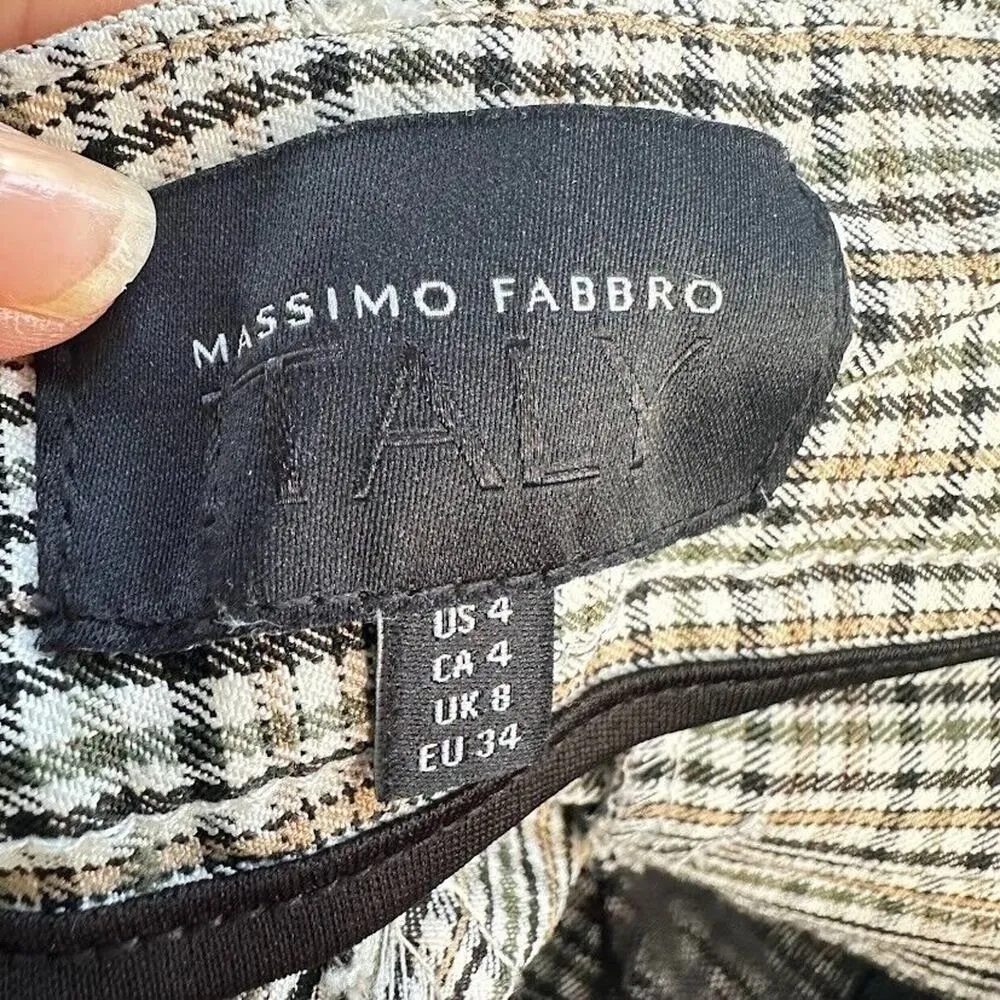 MASSIMO FABBRO
ITALY
US 4
CA 4
UK 8
EU 34